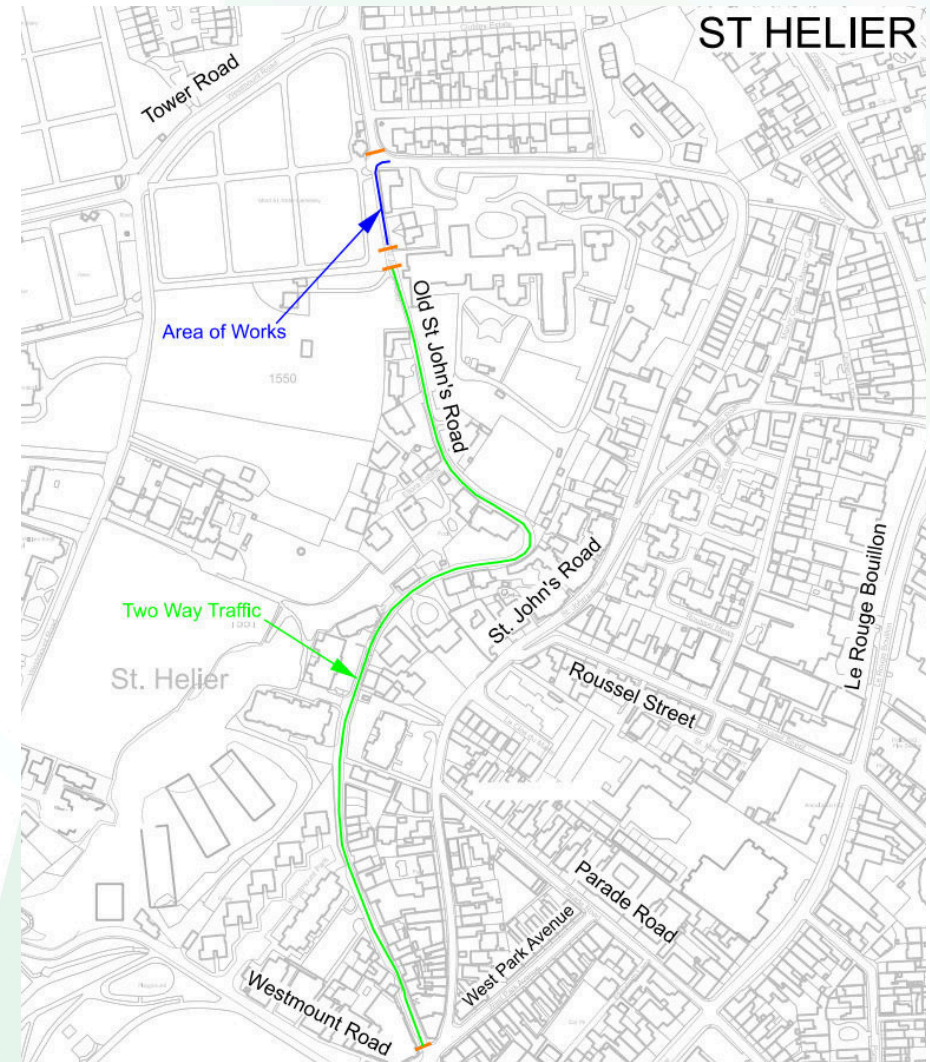 ST HELIER
Tower Road
Area of Works
1550
Old St John's Road
Two Way Traffic
1551
St. Helier
St. John's Road
Le Rouge Bouillon
Roussel Street
Parade Road
West Park Avenue
Westmount Road